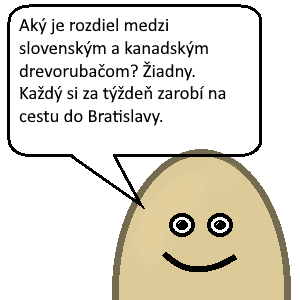 Aký je rozdiel medzi
slovenským a kanadským
drevorubačom? Žiadny.
Každý si za týždeň zarobí na
cestu do Bratislavy.